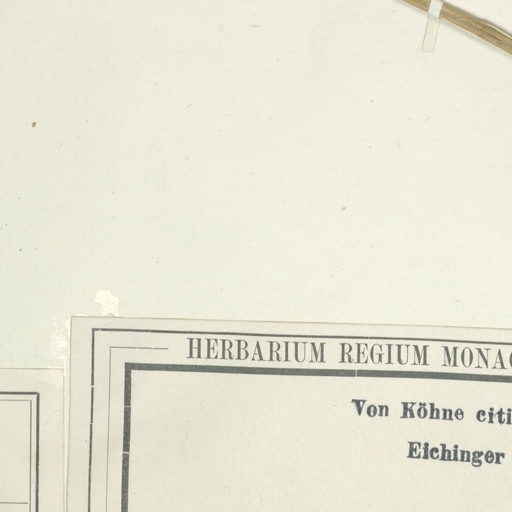 HERBARIUM REGIUM MONAC
Von Köhne citi
Eichinger